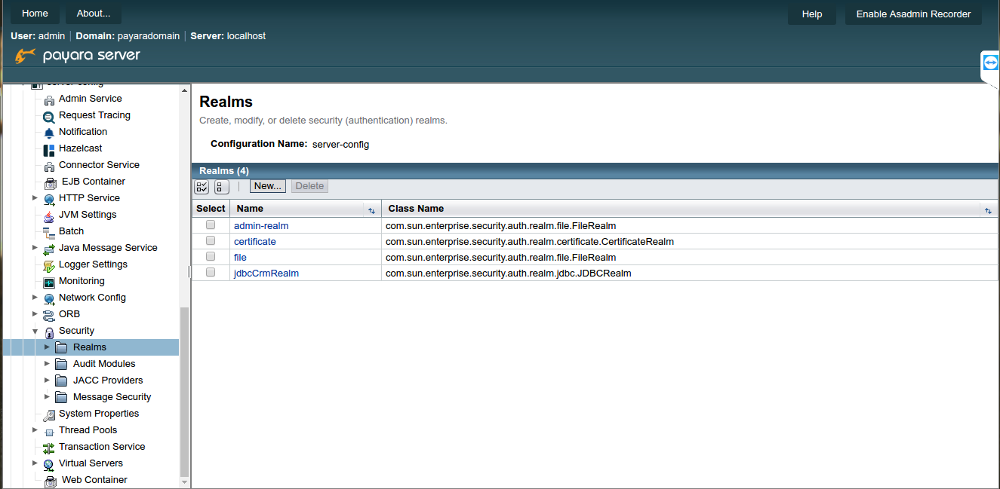 Home About... Help Enable Asadmin Recorder
User: admin | Domain: payaradomain | Server: localhost
payara server
Admin Service
Request Tracing
Notification
Hazelcast
Connector Service
EJB Container
HTTP Service
JVM Settings
Batch
Java Message Service
Logger Settings
Monitoring
Network Config
ORB
Security
Realms
Audit Modules
JACC Providers
Message Security
System Properties
Thread Pools
Transaction Service
Virtual Servers
Web Container
Realms
Create, modify, or delete security (authentication) realms.
Configuration Name: server-config
Realms (4)
New... Delete
Select Name Class Name
admin-realm com.sun.enterprise.security.auth.realm.file.FileRealm
certificate com.sun.enterprise.security.auth.realm.certificate.CertificateRealm
file com.sun.enterprise.security.auth.realm.file.FileRealm
jdbcCrmRealm com.sun.enterprise.security.auth.realm.jdbc.JDBCRealm